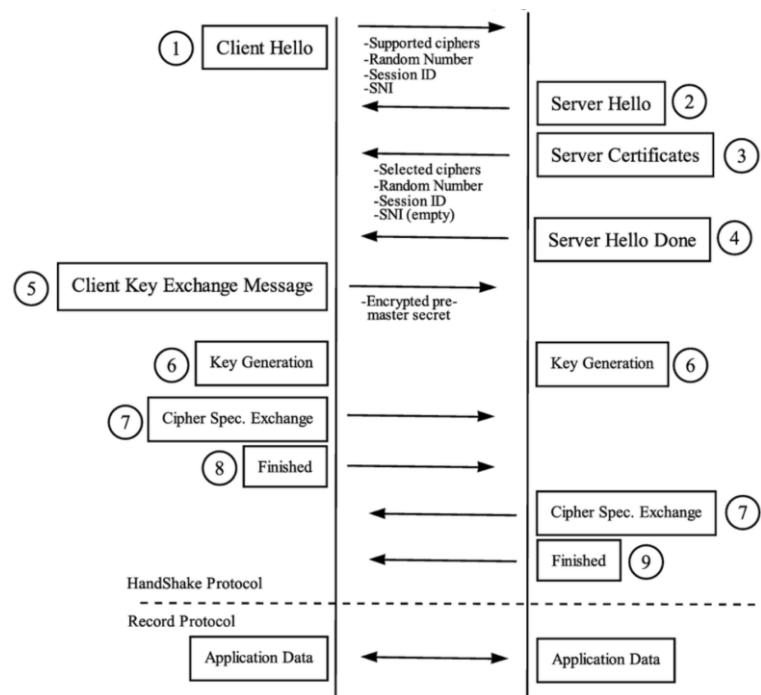 1 Client Hello
-Supported ciphers
-Random Number
-Session ID
-SNI
Server Hello 2
Server Certificates 3
-Selected ciphers
-Random Number
-Session ID
-SNI (empty)
Server Hello Done 4
5 Client Key Exchange Message
-Encrypted pre-
master secret
6 Key Generation
Key Generation 6
7 Cipher Spec. Exchange
8 Finished
Cipher Spec. Exchange 7
Finished 9
HandShake Protocol
Record Protocol
Application Data
Application Data